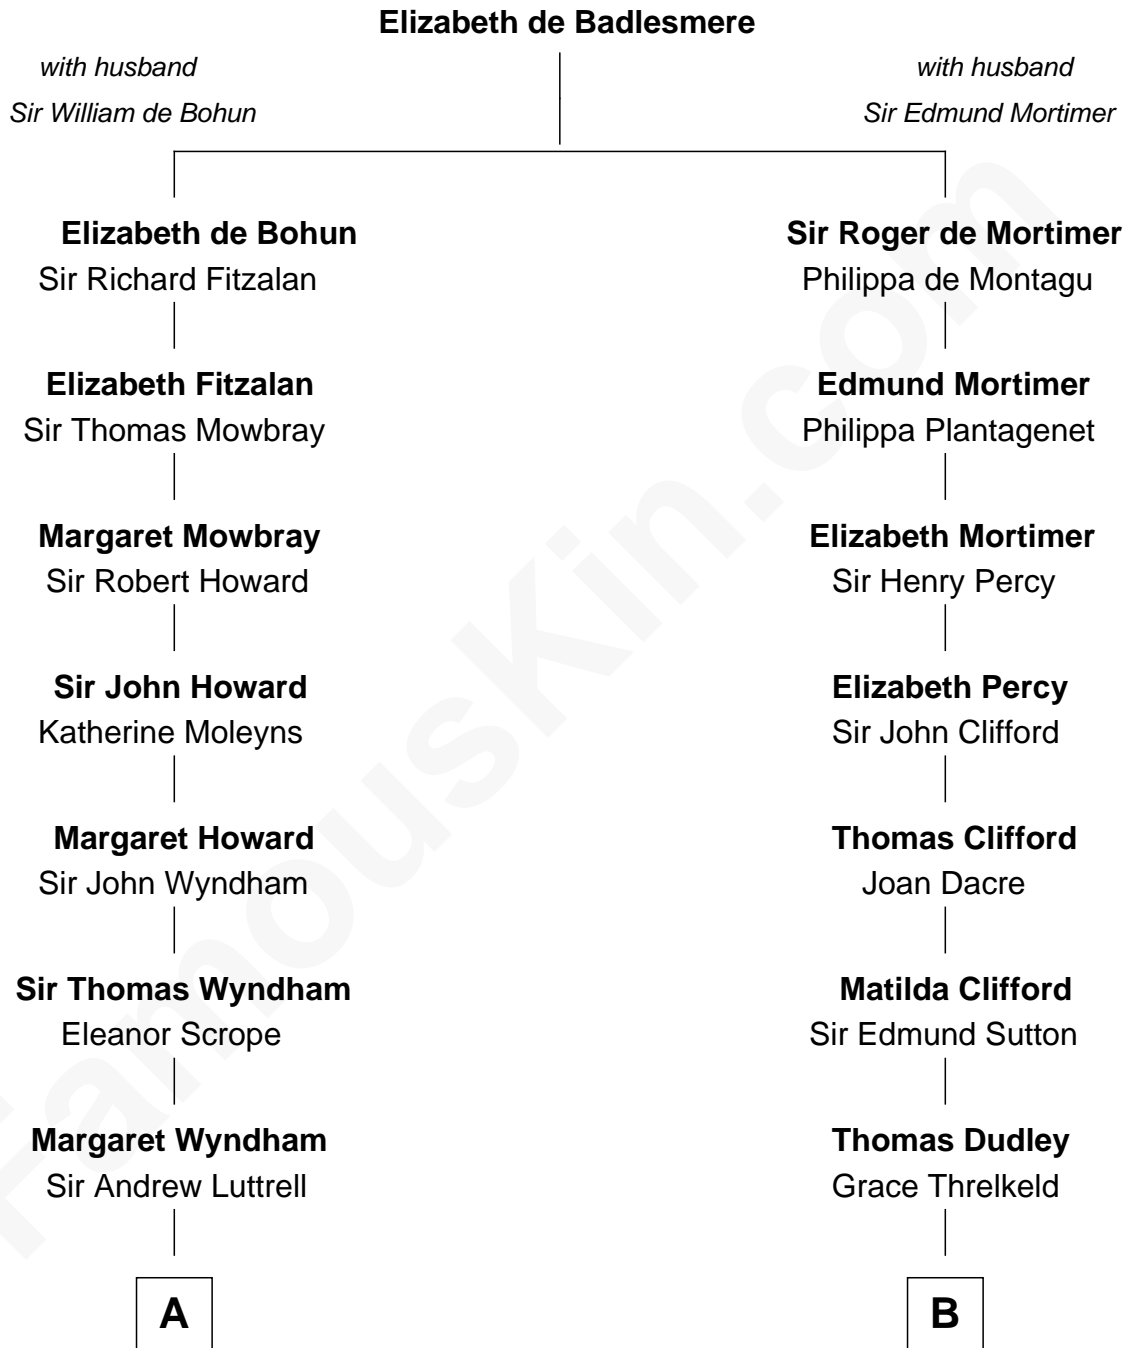 Elizabeth de Badlesmere
with husband
Sir William de Bohun
with husband
Sir Edmund Mortimer
Elizabeth de Bohun
Sir Richard Fitzalan
Sir Roger de Mortimer
Philippa de Montagu
Elizabeth Fitzalan
Sir Thomas Mowbray
Edmund Mortimer
Philippa Plantagenet
Margaret Mowbray
Sir Robert Howard
Elizabeth Mortimer
Sir Henry Percy
Sir John Howard
Katherine Moleyns
Elizabeth Percy
Sir John Clifford
Margaret Howard
Sir John Wyndham
Thomas Clifford
Joan Dacre
Sir Thomas Wyndham
Eleanor Scrope
Matilda Clifford
Sir Edmund Sutton
Margaret Wyndham
Sir Andrew Luttrell
Thomas Dudley
Grace Threlkeld
A
B
FamousKin.com